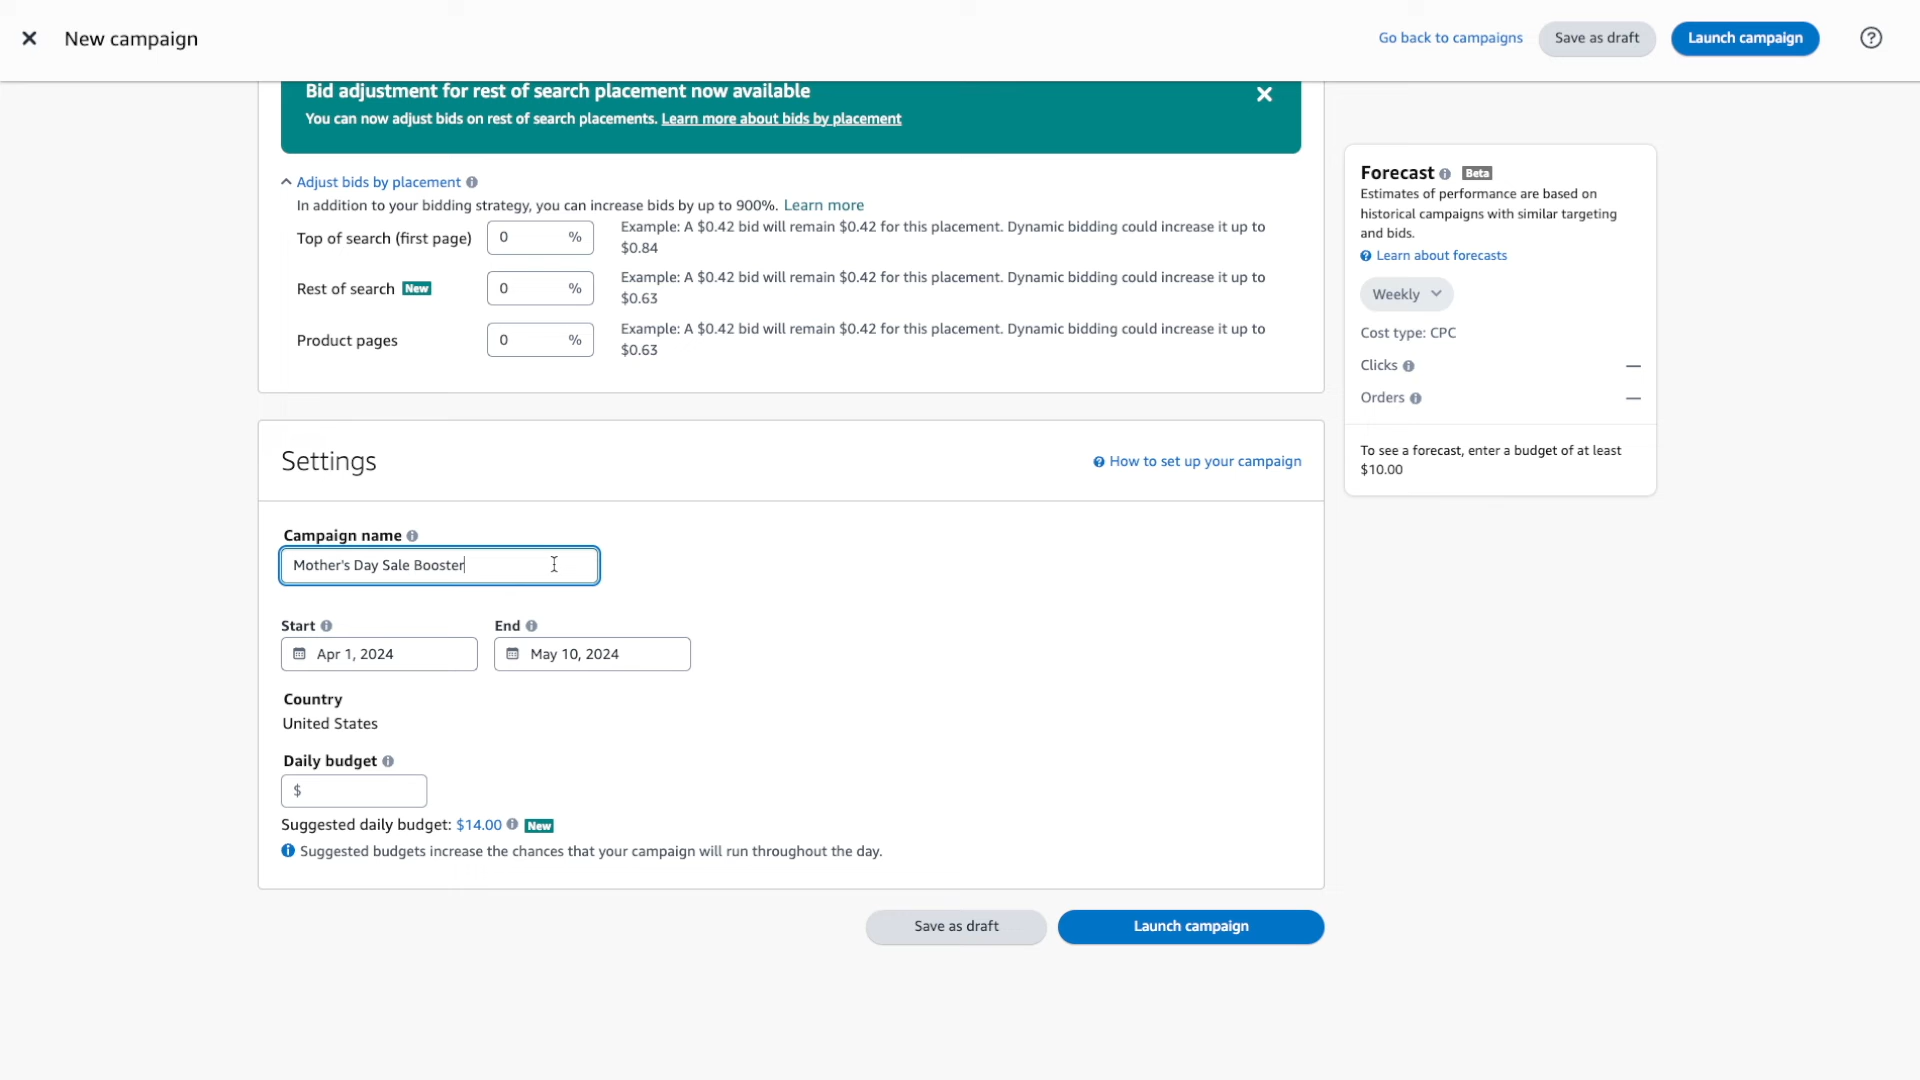 New campaign
Go back to campaigns
Save as draft
Launch campaign
Bid adjustment for rest of search placement now available
You can now adjust bids on rest of search placements. Learn more about bids by placement
Adjust bids by placement
In addition to your bidding strategy, you can increase bids by up to 900%. Learn more
Top of search (first page) 0 % Example: A $0.42 bid will remain $0.42 for this placement. Dynamic bidding could increase it up to
$0.84
Rest of search New 0 % Example: A $0.42 bid will remain $0.42 for this placement. Dynamic bidding could increase it up to
$0.63
Product pages 0 % Example: A $0.42 bid will remain $0.42 for this placement. Dynamic bidding could increase it up to
$0.63
Forecast Beta
Estimates of performance are based on
historical campaigns with similar targeting
and bids.
Learn about forecasts
Weekly
Cost type: CPC
Clicks —
Orders —
To see a forecast, enter a budget of at least
$10.00
Settings
How to set up your campaign
Campaign name
Mother's Day Sale Booster
Start End
Apr 1, 2024 May 10, 2024
Country
United States
Daily budget
$
Suggested daily budget: $14.00 New
Suggested budgets increase the chances that your campaign will run throughout the day.
Save as draft
Launch campaign